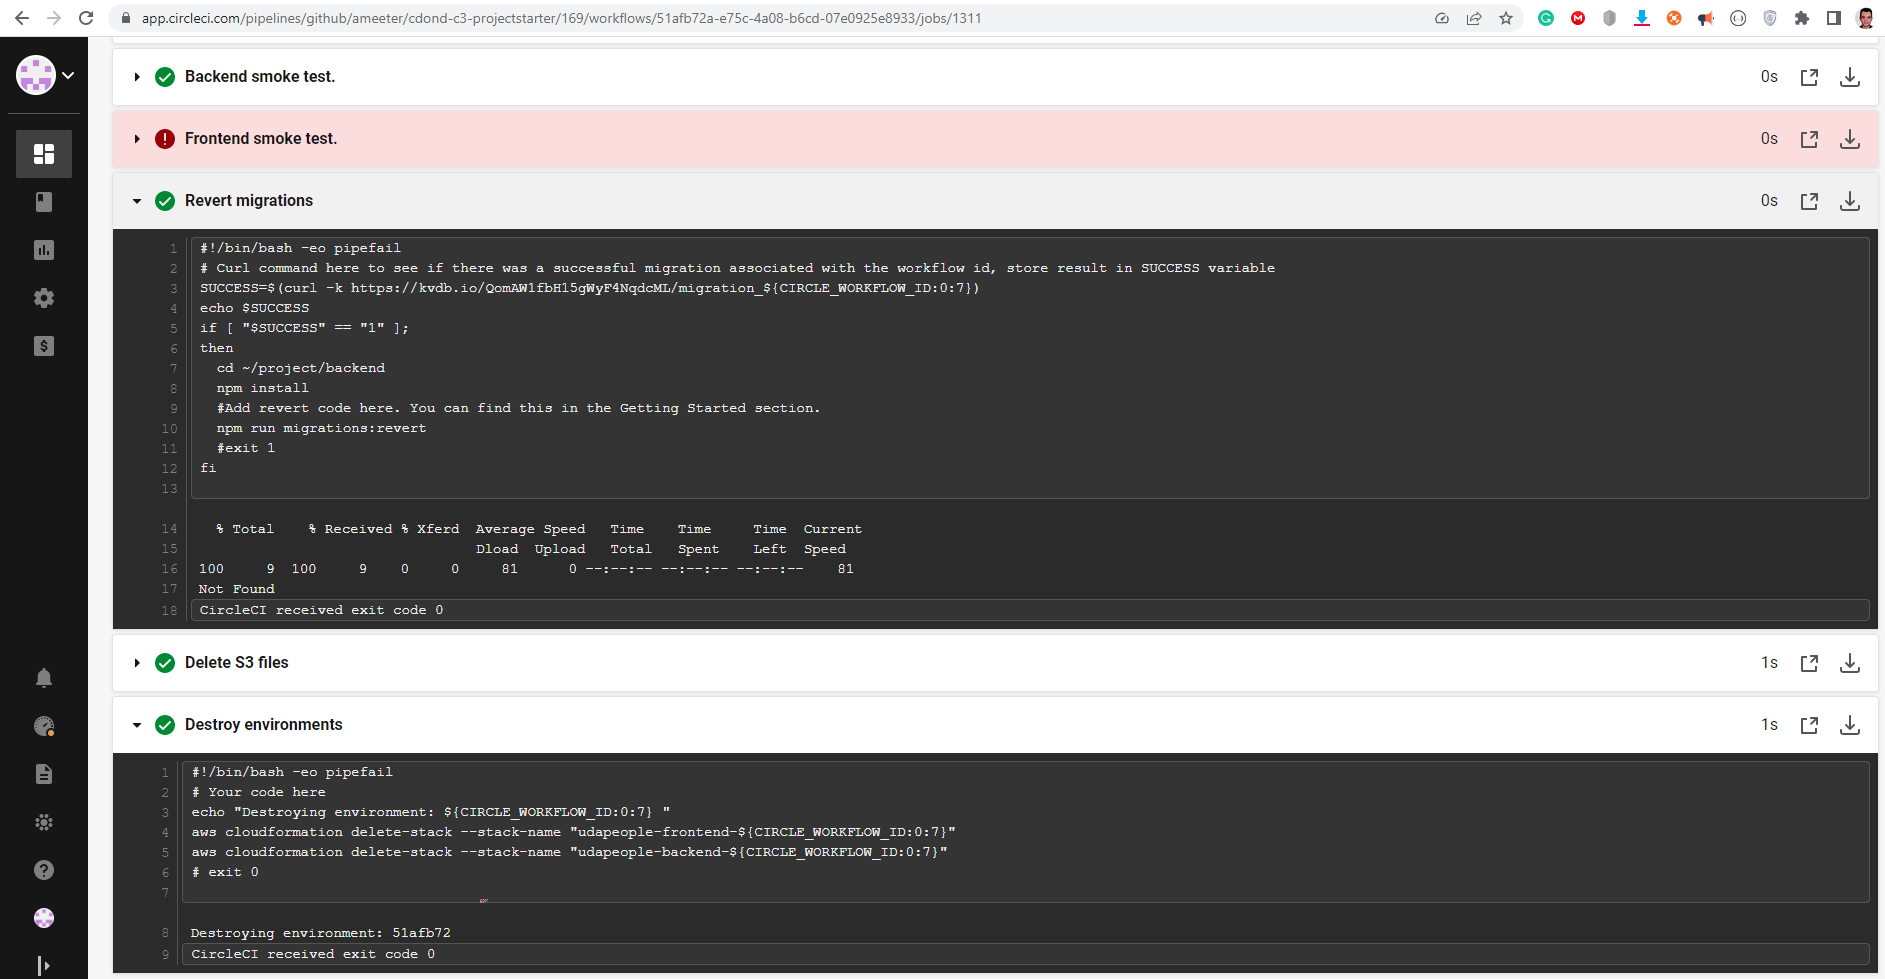 app.circleci.com/pipelines/github/ameeter/cdond-c3-projectstarter/169/workflows/51afb72a-e75c-4a08-b6cd-07e0925e8933/jobs/1311
Backend smoke test. 0s
Frontend smoke test. 0s
Revert migrations 0s
1 #!/bin/bash -eo pipefail
2 # Curl command here to see if there was a successful migration associated with the workflow id, store result in SUCCESS variable
3 SUCCESS=$(curl -k https://kvdb.io/QomAW1fbH15gWyF4NqdcML/migration_${CIRCLE_WORKFLOW_ID:0:7})
4 echo $SUCCESS
5 if [ "$SUCCESS" == "1" ];
6 then
7 cd ~/project/backend
8 npm install
9 #Add revert code here. You can find this in the Getting Started section.
10 npm run migrations:revert
11 #exit 1
12 fi
13
14 % Total % Received % Xferd Average Speed Time Time Time Current
15 Dload Upload Total Spent Left Speed
16 100 9 100 9 0 0 81 0 --:--:-- --:--:-- --:--:-- 81
17 Not Found
18 CircleCI received exit code 0
Delete S3 files 1s
Destroy environments 1s
1 #!/bin/bash -eo pipefail
2 # Your code here
3 echo "Destroying environment: ${CIRCLE_WORKFLOW_ID:0:7} "
4 aws cloudformation delete-stack --stack-name "udapeople-frontend-${CIRCLE_WORKFLOW_ID:0:7}"
5 aws cloudformation delete-stack --stack-name "udapeople-backend-${CIRCLE_WORKFLOW_ID:0:7}"
6 # exit 0
7
8 Destroying environment: 51afb72
9 CircleCI received exit code 0